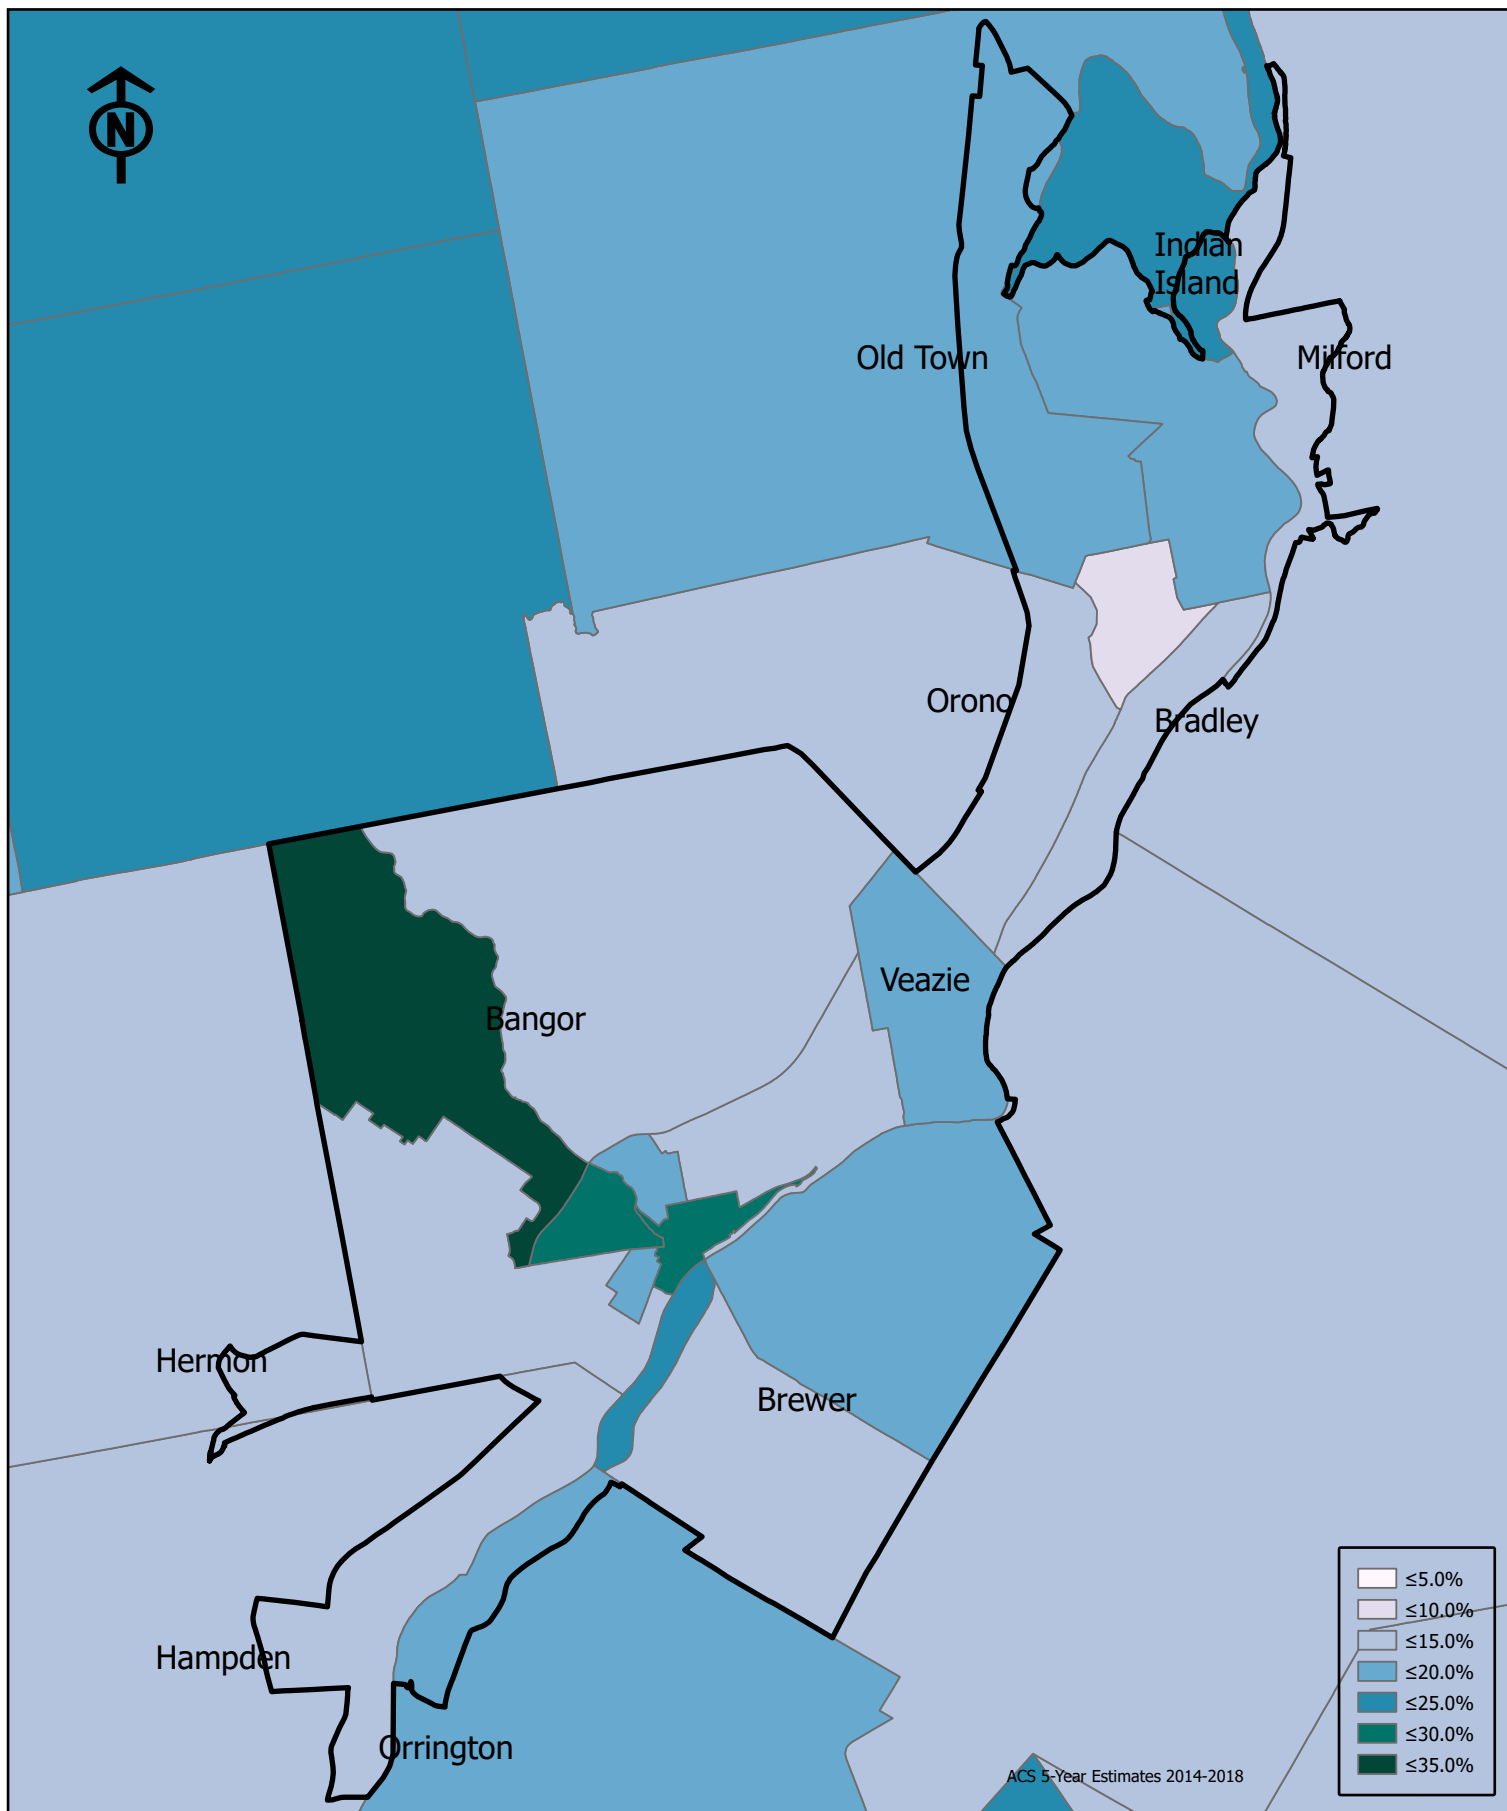 N
Indian
Island
Old Town
Milford
Orono
Bradley
Veazie
Bangor
Hermon
Brewer
Hampden
Orrington
≤5.0%
≤10.0%
≤15.0%
≤20.0%
≤25.0%
≤30.0%
≤35.0%
ACS 5-Year Estimates 2014-2018